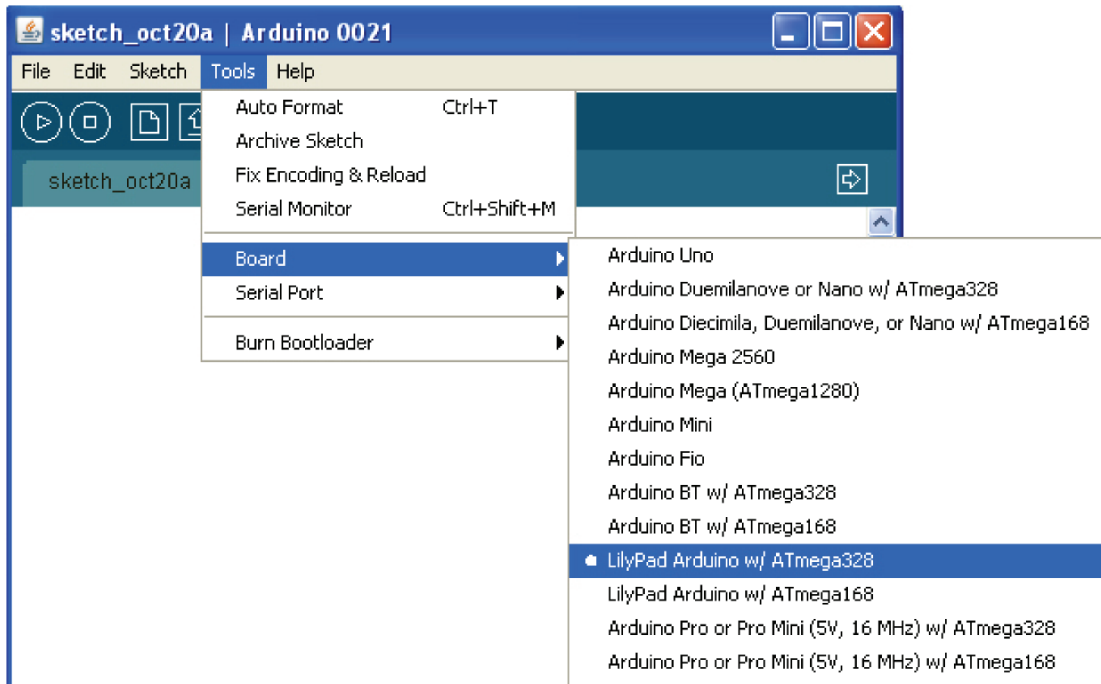 sketch_oct20a | Arduino 0021
File Edit Sketch Tools Help
Auto Format Ctrl+T
Archive Sketch
sketch_oct20a Fix Encoding & Reload
Serial Monitor Ctrl+Shift+M
Board
Serial Port
Burn Bootloader
Arduino Uno
Arduino Duemilanove or Nano w/ ATmega328
Arduino Diecimila, Duemilanove, or Nano w/ ATmega168
Arduino Mega 2560
Arduino Mega (ATmega1280)
Arduino Mini
Arduino Fio
Arduino BT w/ ATmega328
Arduino BT w/ ATmega168
LilyPad Arduino w/ ATmega328
LilyPad Arduino w/ ATmega168
Arduino Pro or Pro Mini (5V, 16 MHz) w/ ATmega328
Arduino Pro or Pro Mini (5V, 16 MHz) w/ ATmega168